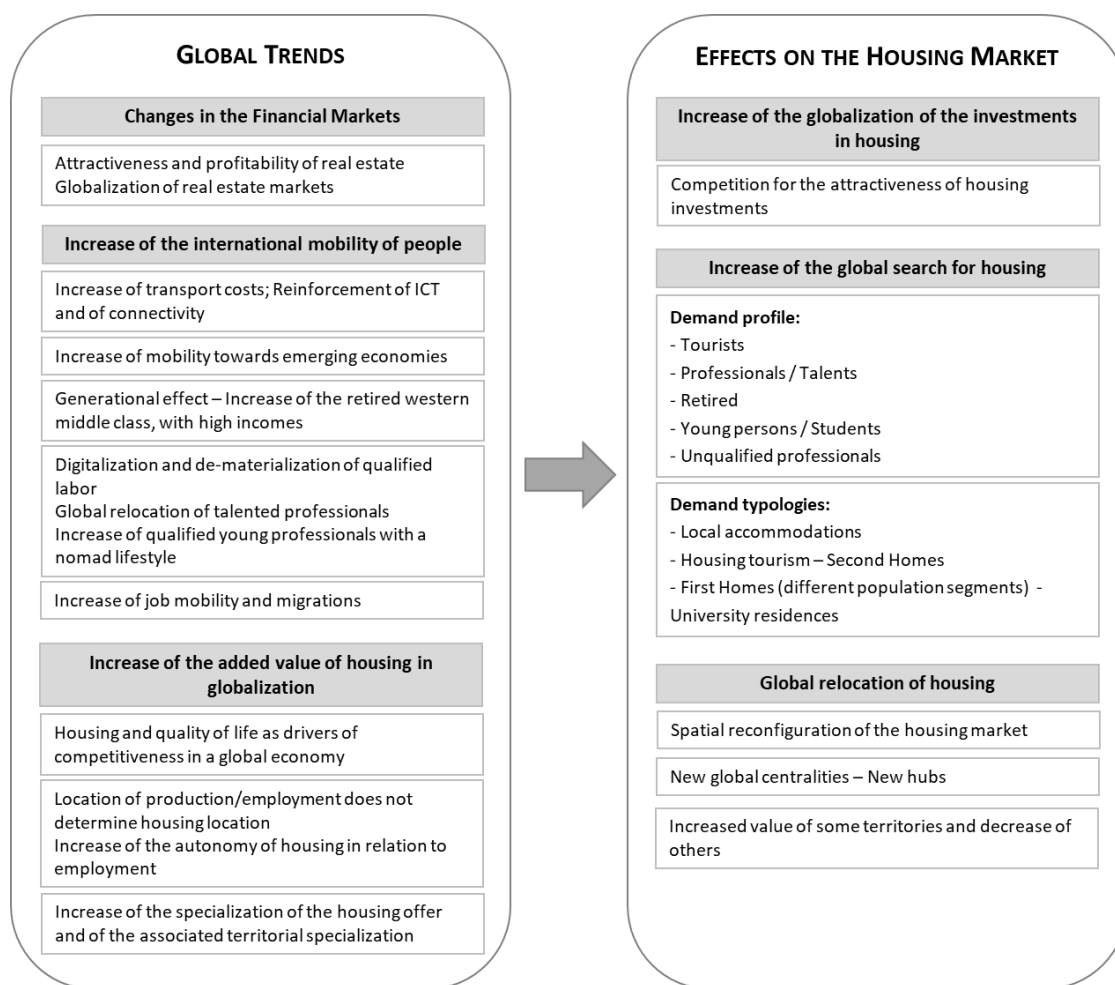 GLOBAL TRENDS
Changes in the Financial Markets
Attractiveness and profitability of real estate
Globalization of real estate markets
Increase of the international mobility of people
Increase of transport costs; Reinforcement of ICT
and of connectivity
Increase of mobility towards emerging economies
Generational effect – Increase of the retired western
middle class, with high incomes
Digitalization and de-materialization of qualified
labor
Global relocation of talented professionals
Increase of qualified young professionals with a
nomad lifestyle
Increase of job mobility and migrations
Increase of the added value of housing in
globalization
Housing and quality of life as drivers of
competitiveness in a global economy
Location of production/employment does not
determine housing location
Increase of the autonomy of housing in relation to
employment
Increase of the specialization of the housing offer
and of the associated territorial specialization
EFFECTS ON THE HOUSING MARKET
Increase of the globalization of the investments
in housing
Competition for the attractiveness of housing
investments
Increase of the global search for housing
Demand profile:
- Tourists
- Professionals / Talents
- Retired
- Young persons / Students
- Unqualified professionals
Demand typologies:
- Local accommodations
- Housing tourism – Second Homes
- First Homes (different population segments) -
University residences
Global relocation of housing
Spatial reconfiguration of the housing market
New global centralities – New hubs
Increased value of some territories and decrease of
others